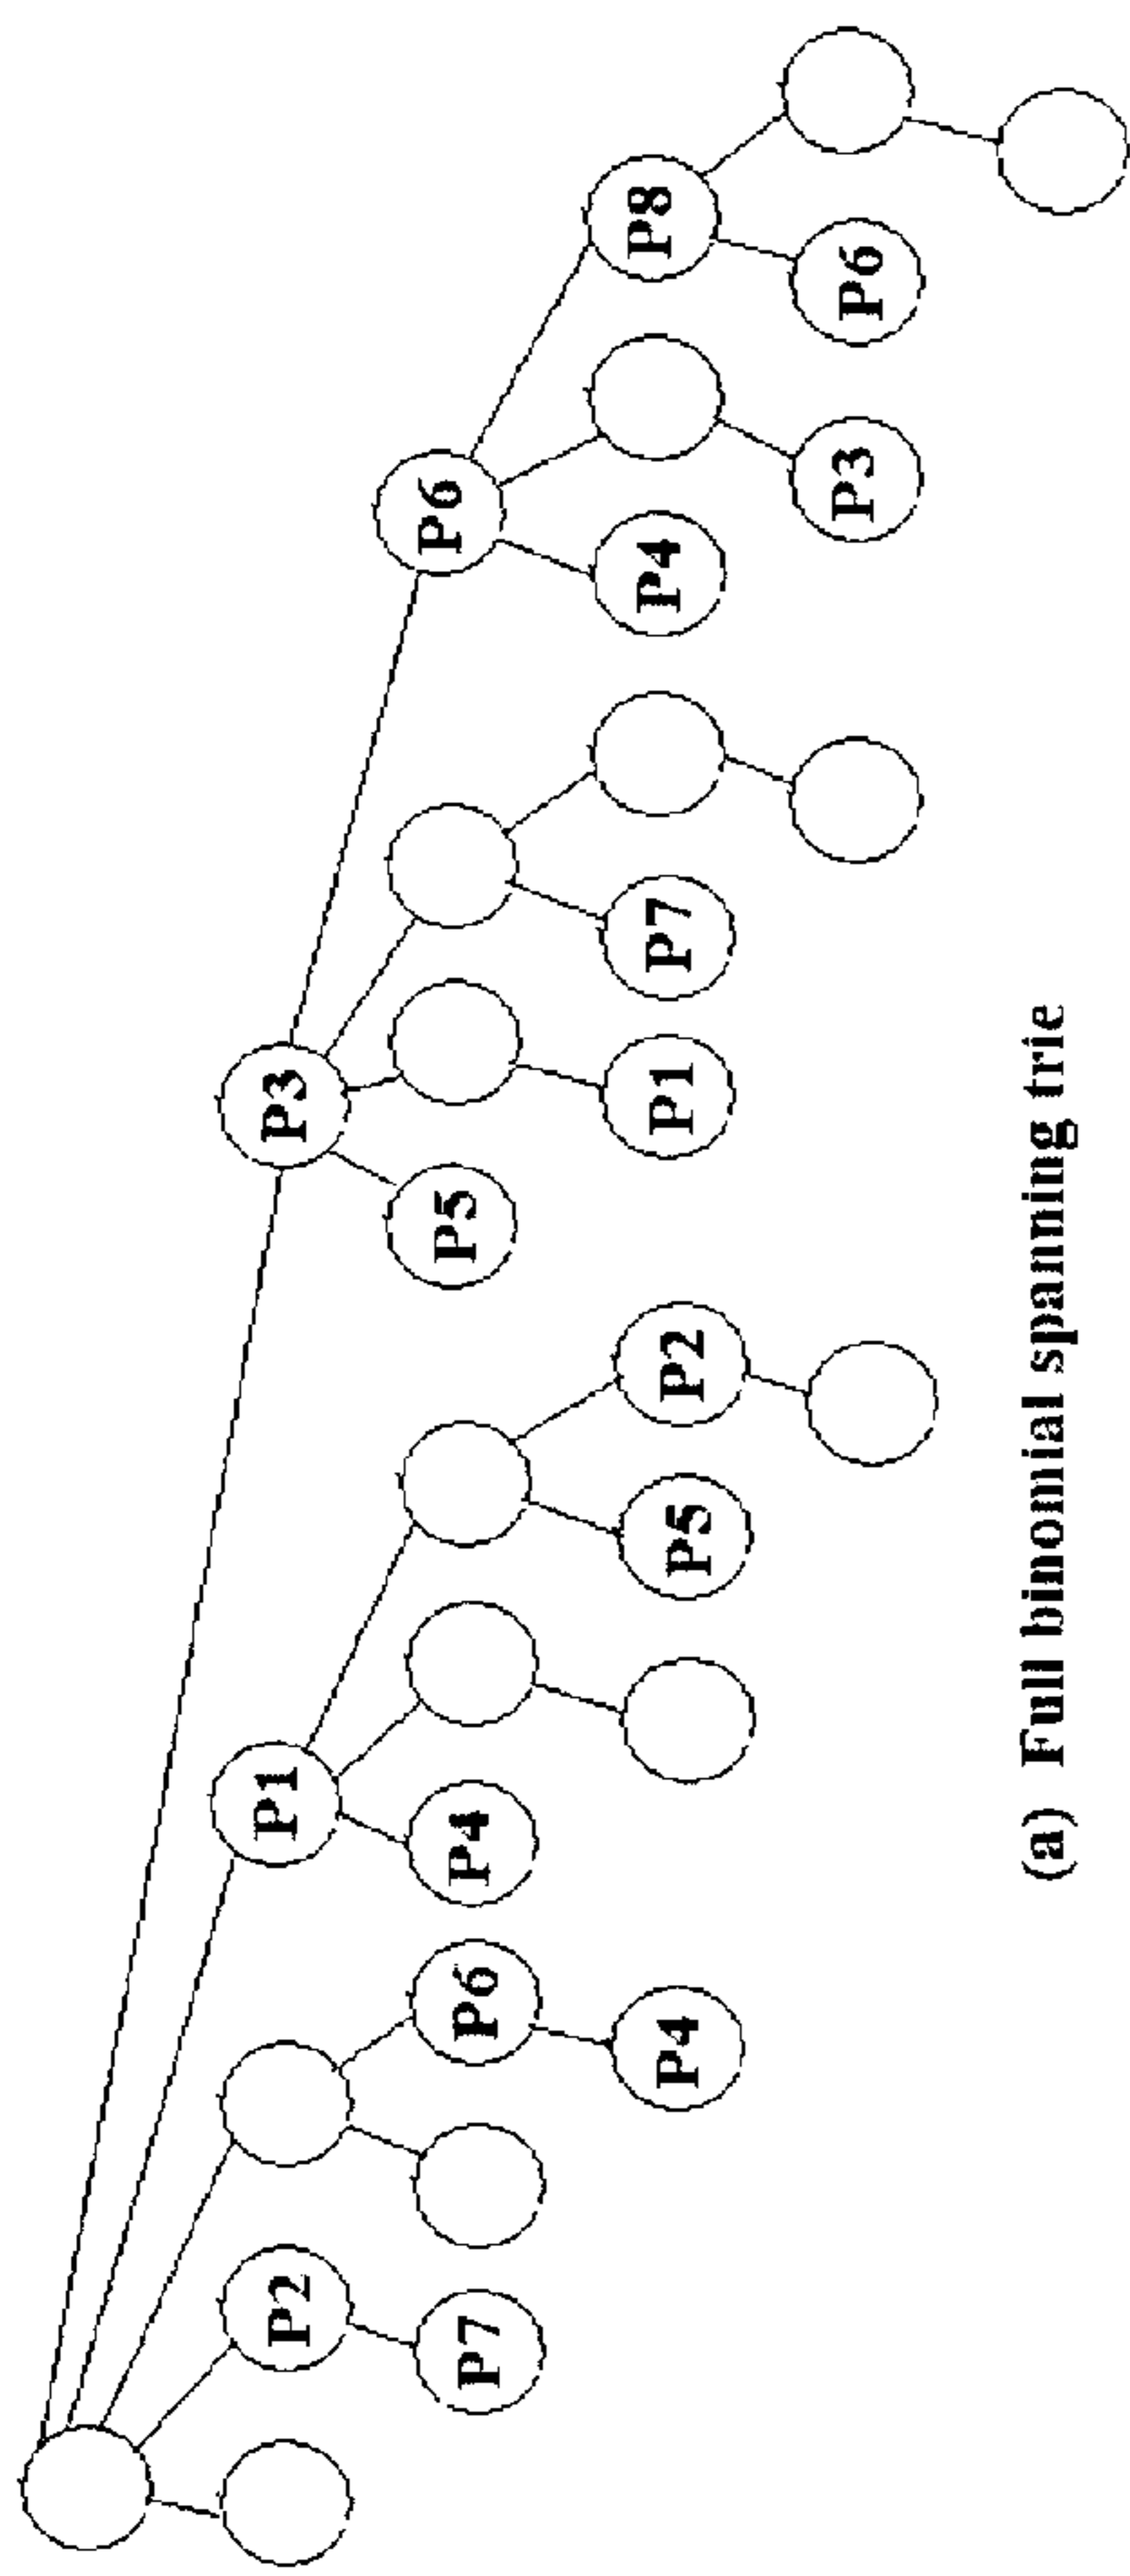 P2 P1 P3
P7 P6 P4 P5 P6
P4 P5 P2 P1 P7 P4 P8
P3 P6
(a) Full binomial spanning trie